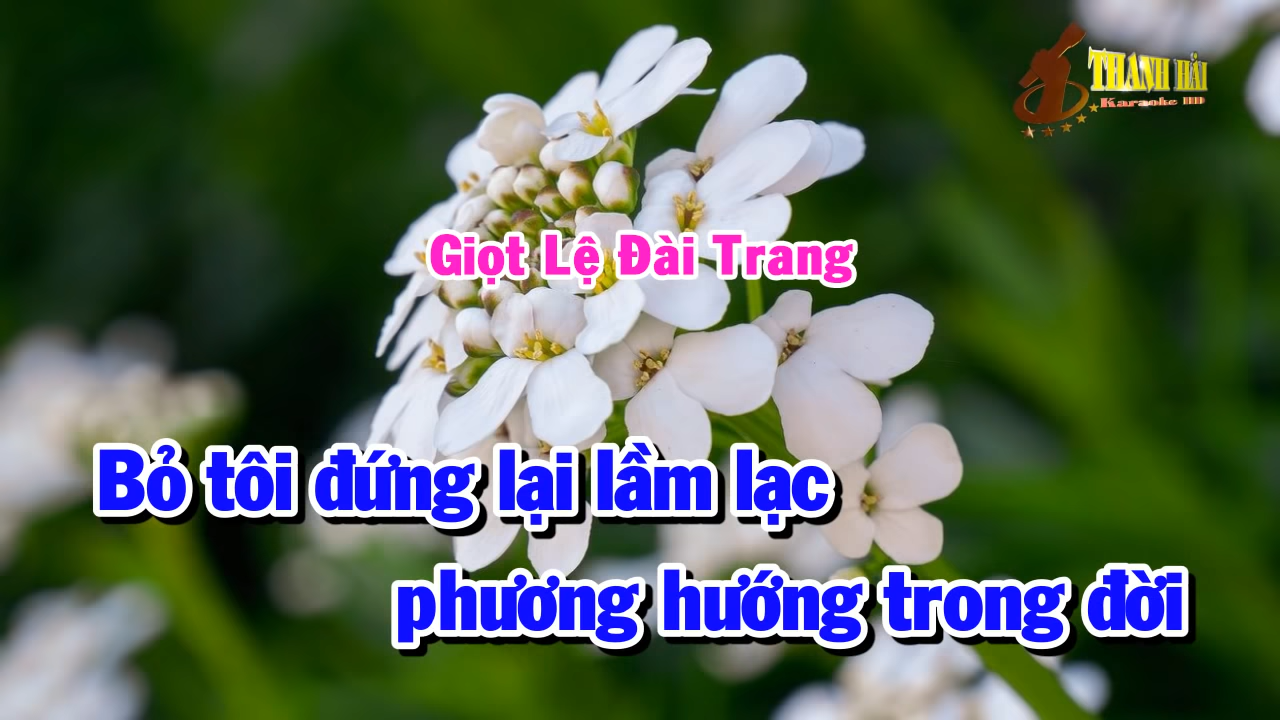 THANH HẢI
Karaoke HD
Giọt Lệ Đài Trang
Bỏ tôi đứng lại lầm lạc
phương hướng trong đời